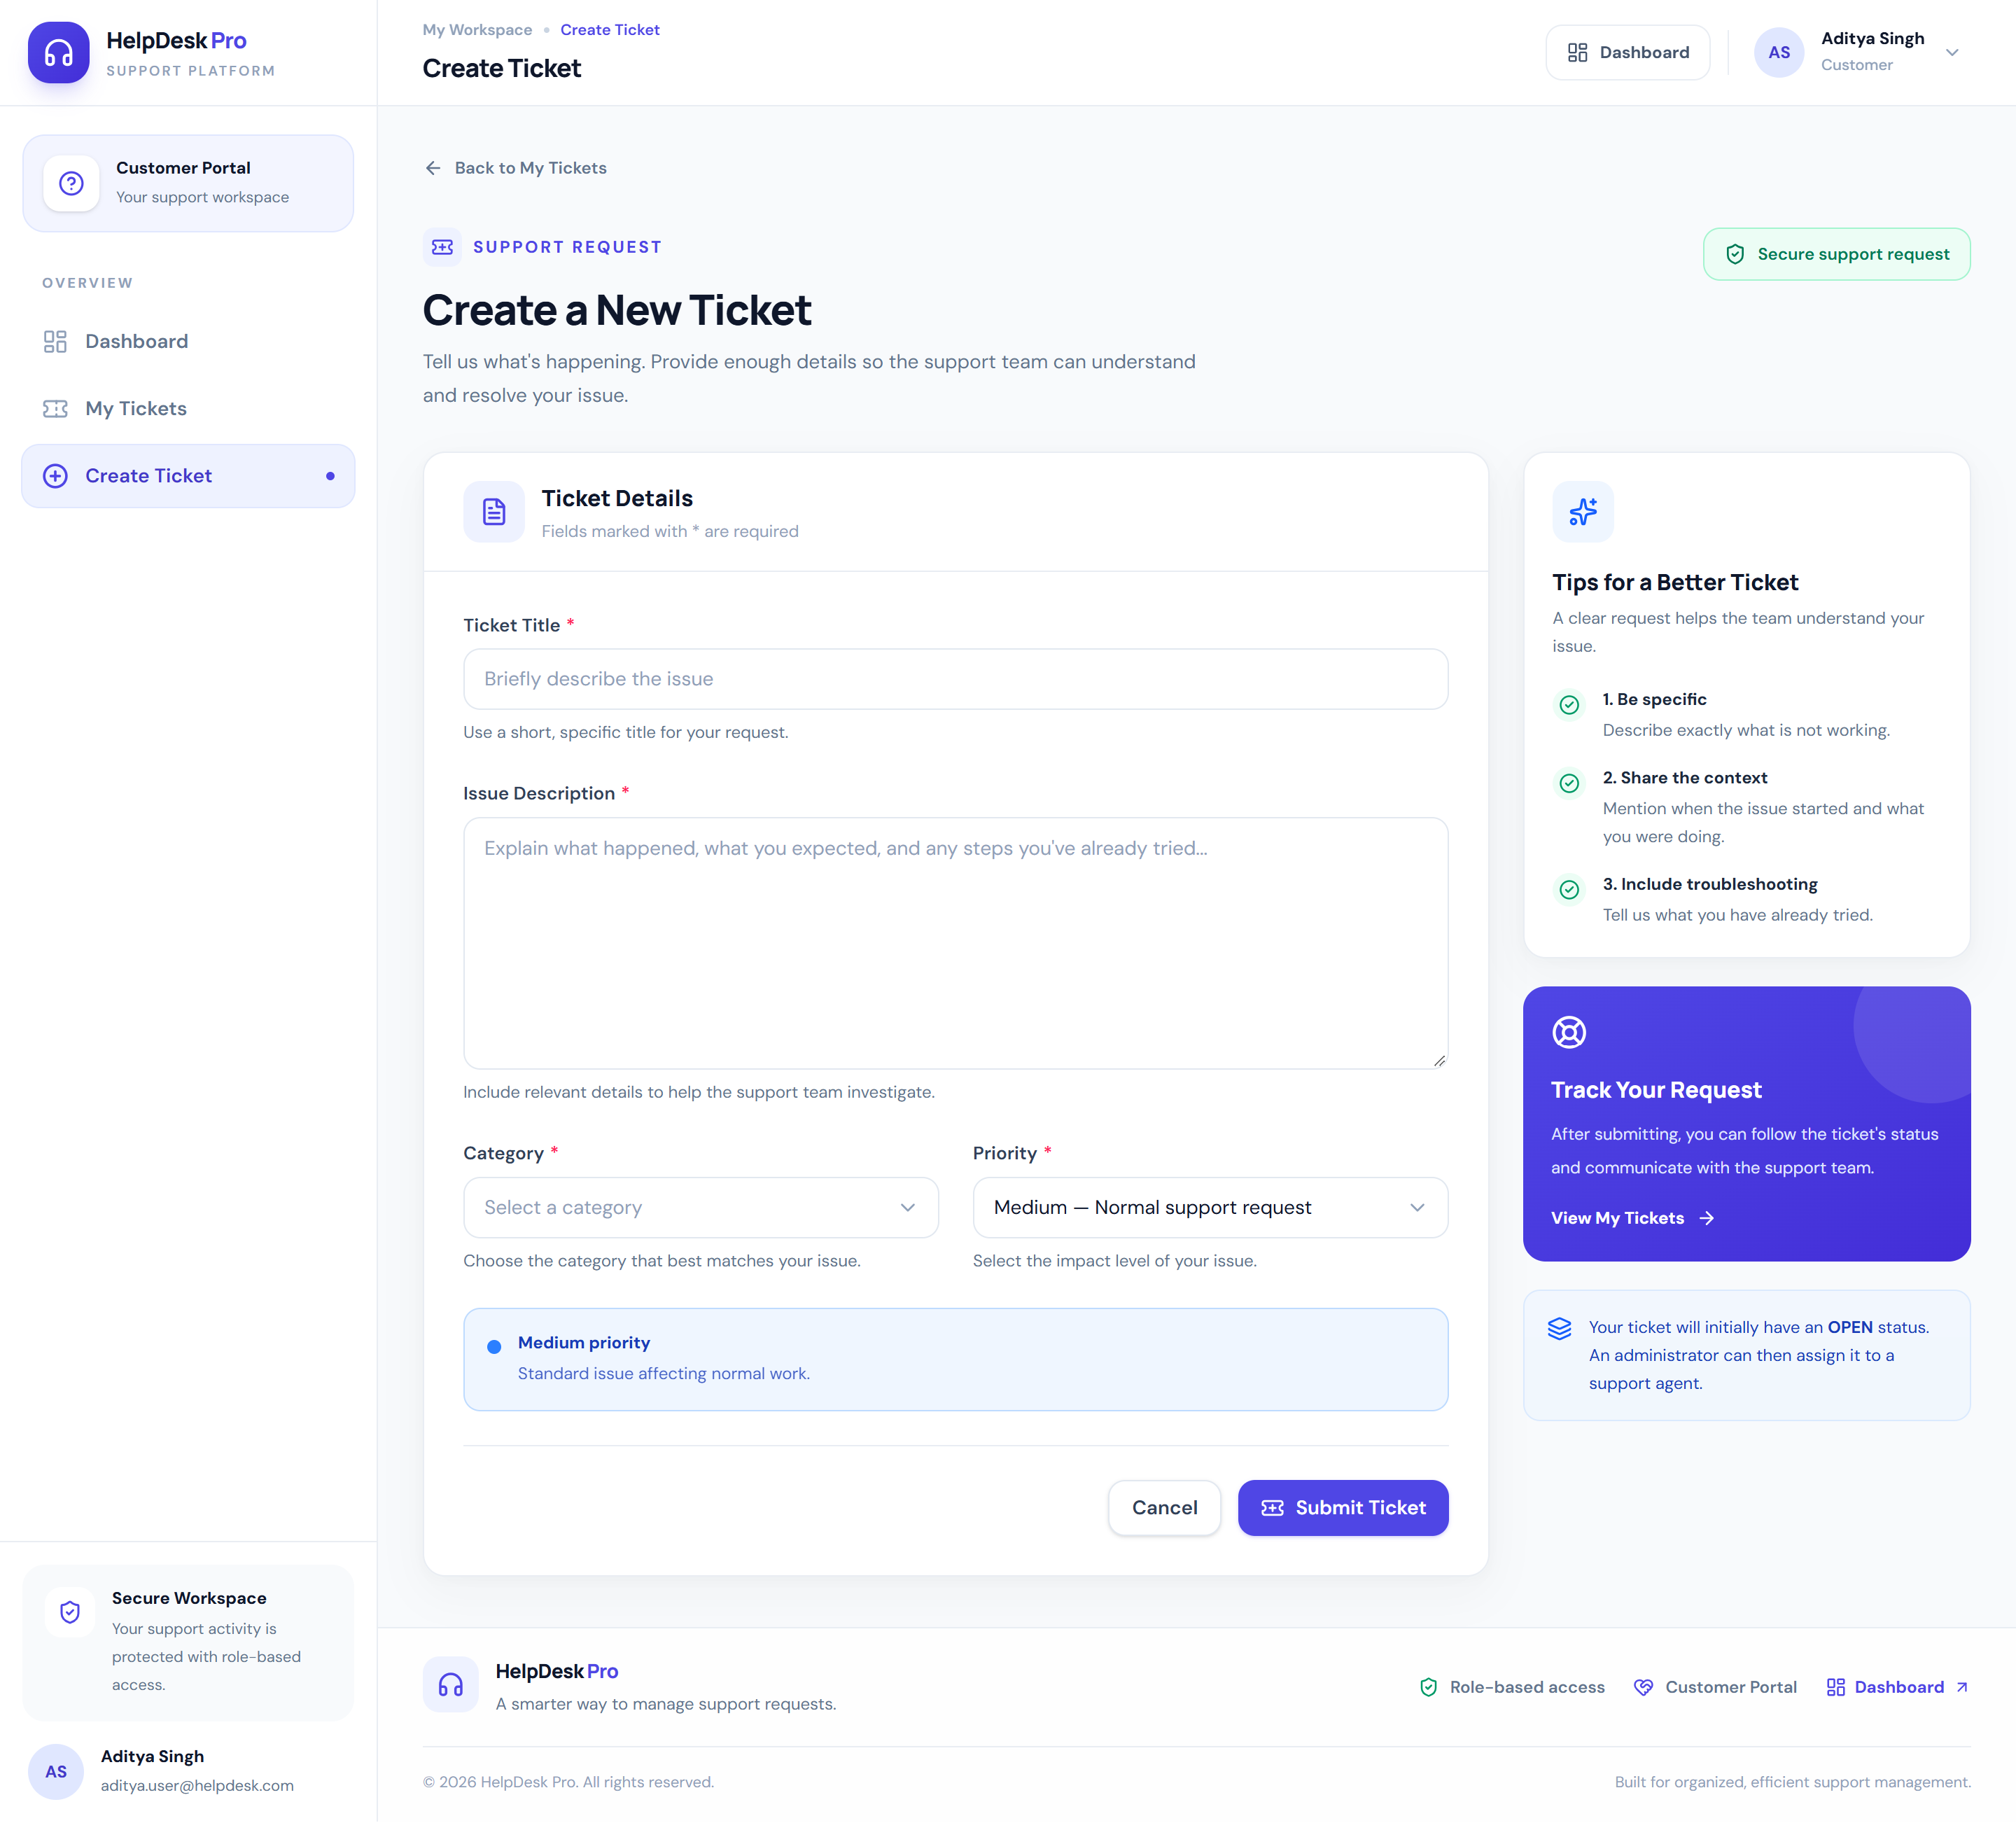 HelpDesk Pro
SUPPORT PLATFORM
Customer Portal
Your support workspace
OVERVIEW
Dashboard
My Tickets
Create Ticket
Secure Workspace
Your support activity is
protected with role-based
access.
AS
Aditya Singh
aditya.user@helpdesk.com
My Workspace • Create Ticket
Create Ticket
Dashboard
AS
Aditya Singh
Customer
Back to My Tickets
SUPPORT REQUEST
Create a New Ticket
Tell us what's happening. Provide enough details so the support team can understand
and resolve your issue.
Secure support request
Ticket Details
Fields marked with * are required
Ticket Title *
Briefly describe the issue
Use a short, specific title for your request.
Issue Description *
Explain what happened, what you expected, and any steps you've already tried...
Include relevant details to help the support team investigate.
Category *
Select a category
Choose the category that best matches your issue.
Priority *
Medium — Normal support request
Select the impact level of your issue.
Medium priority
Standard issue affecting normal work.
Cancel
Submit Ticket
Tips for a Better Ticket
A clear request helps the team understand your
issue.
1. Be specific
Describe exactly what is not working.
2. Share the context
Mention when the issue started and what
you were doing.
3. Include troubleshooting
Tell us what you have already tried.
Track Your Request
After submitting, you can follow the ticket's status
and communicate with the support team.
View My Tickets
Your ticket will initially have an OPEN status.
An administrator can then assign it to a
support agent.
HelpDesk Pro
A smarter way to manage support requests.
Role-based access
Customer Portal
Dashboard
© 2026 HelpDesk Pro. All rights reserved.
Built for organized, efficient support management.